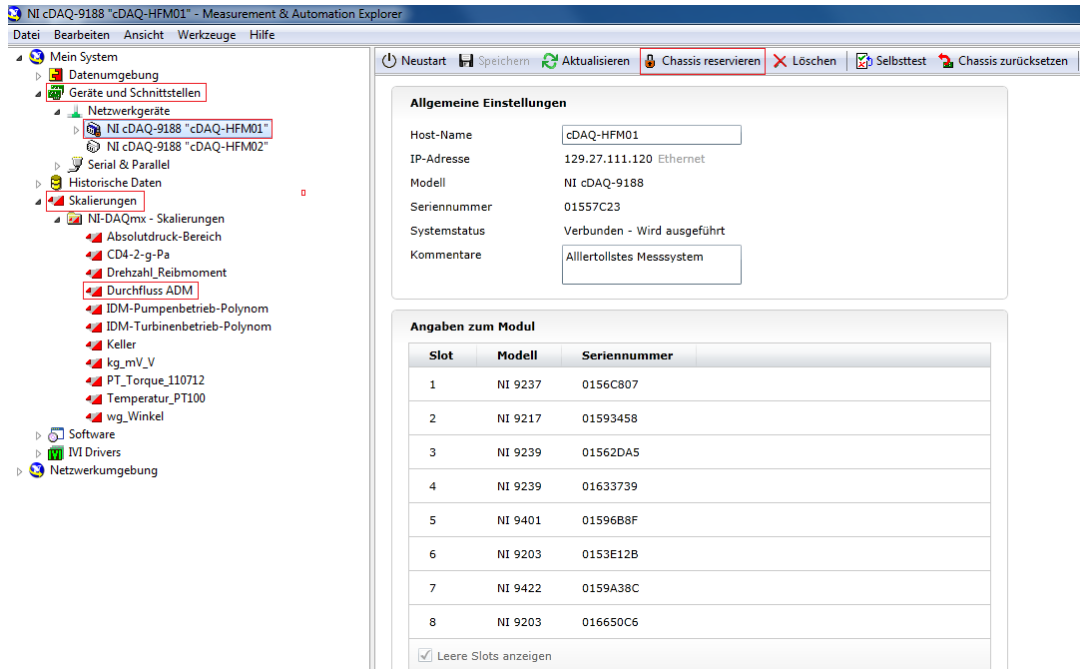 NI cDAQ-9188 "cDAQ-HFM01" - Measurement & Automation Explorer
Datei Bearbeiten Ansicht Werkzeuge Hilfe
Mein System
Datenumgebung
Geräte und Schnittstellen
Netzwerkgeräte
NI cDAQ-9188 "cDAQ-HFM01"
NI cDAQ-9188 "cDAQ-HFM02"
Serial & Parallel
Historische Daten
Skalierungen
NI-DAQmx - Skalierungen
Absolutdruck-Bereich
CD4-2-g-Pa
Drehzahl_Reibmoment
Durchfluss ADM
IDM-Pumpenbetrieb-Polynom
IDM-Turbinenbetrieb-Polynom
Keller
kg_mV_V
PT_Torque_110712
Temperatur_PT100
wg_Winkel
Software
IVI Drivers
Netzwerkumgebung
Neustart Speichern Aktualisieren Chassis reservieren Löschen Selbsttest Chassis zurücksetzen
Allgemeine Einstellungen
Host-Name cDAQ-HFM01
IP-Adresse 129.27.111.120 Ethernet
Modell NI cDAQ-9188
Seriennummer 01557C23
Systemstatus Verbunden - Wird ausgeführt
Kommentare Alllertollstes Messsystem
Angaben zum Modul
Slot Modell Seriennummer
1 NI 9237 0156C807
2 NI 9217 01593458
3 NI 9239 01562DA5
4 NI 9239 01633739
5 NI 9401 01596B8F
6 NI 9203 0153E12B
7 NI 9422 0159A38C
8 NI 9203 016650C6
Leere Slots anzeigen